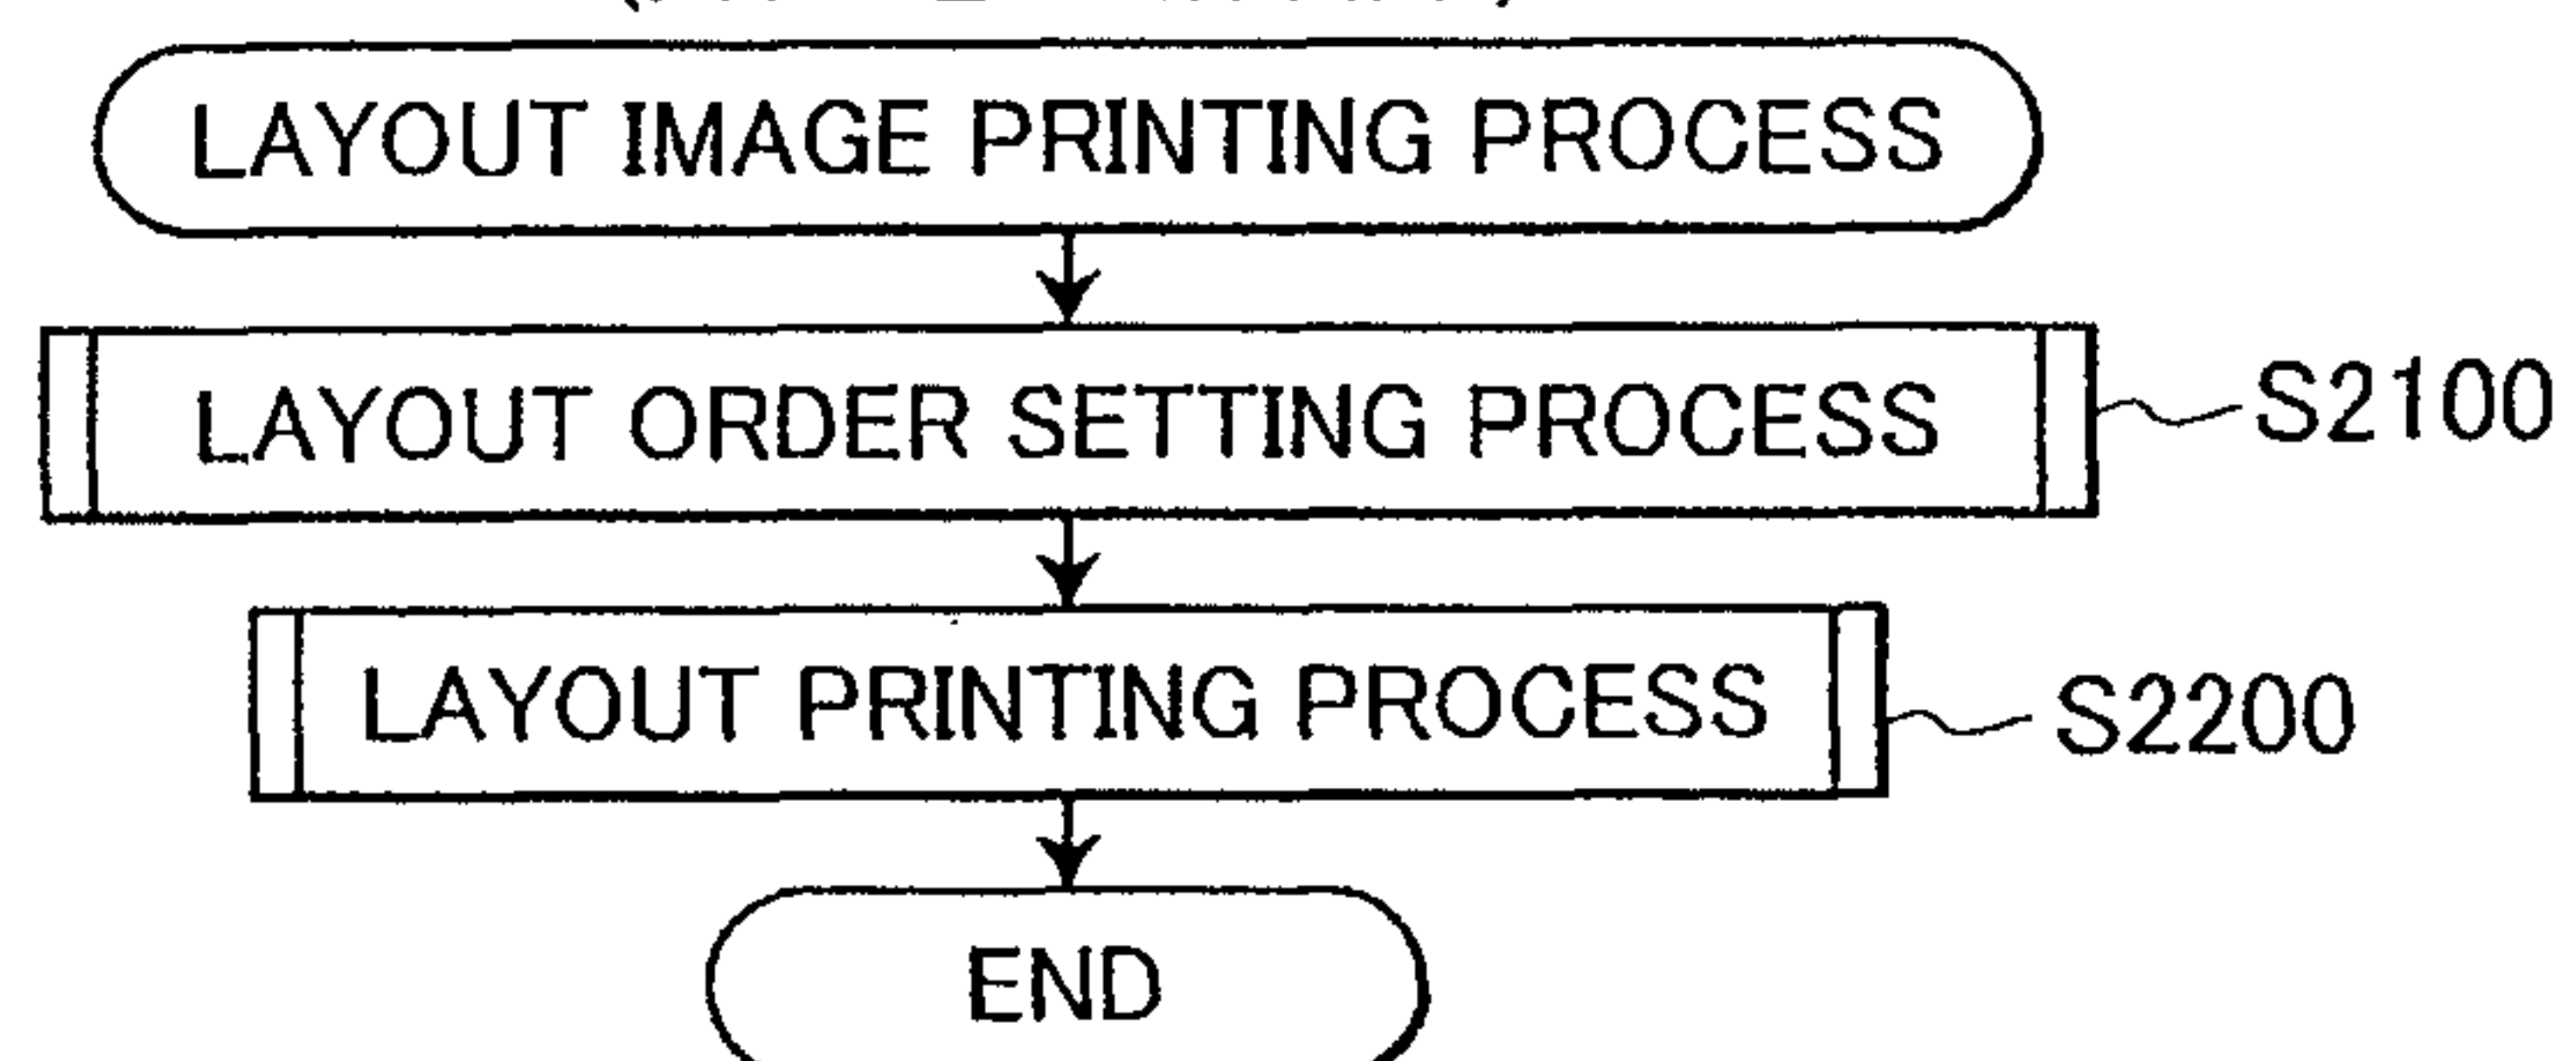 LAYOUT IMAGE PRINTING PROCESS
LAYOUT ORDER SETTING PROCESS
S2100
LAYOUT PRINTING PROCESS
S2200
END